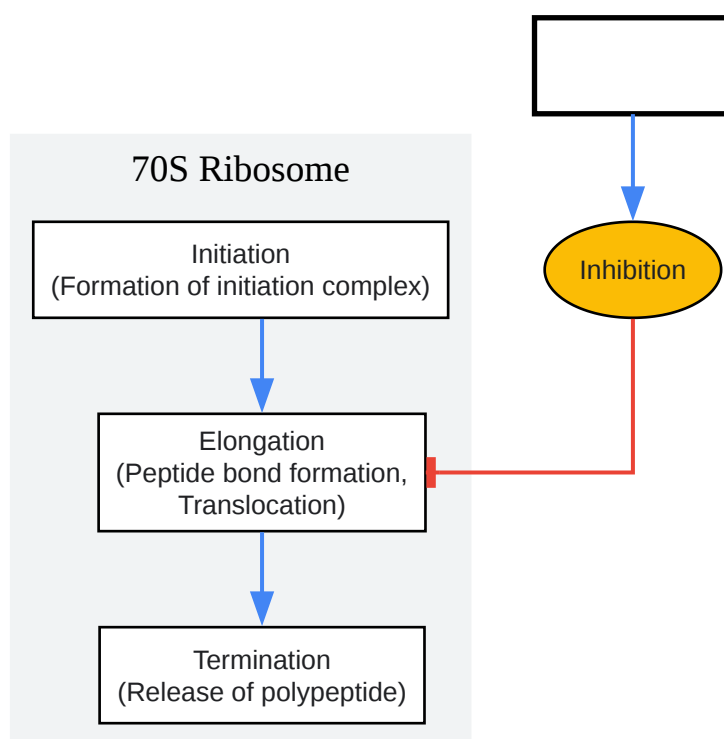 70S Ribosome
Initiation
(Formation of initiation complex)
Inhibition
Elongation
(Peptide bond formation,
Translocation)
Termination
(Release of polypeptide)